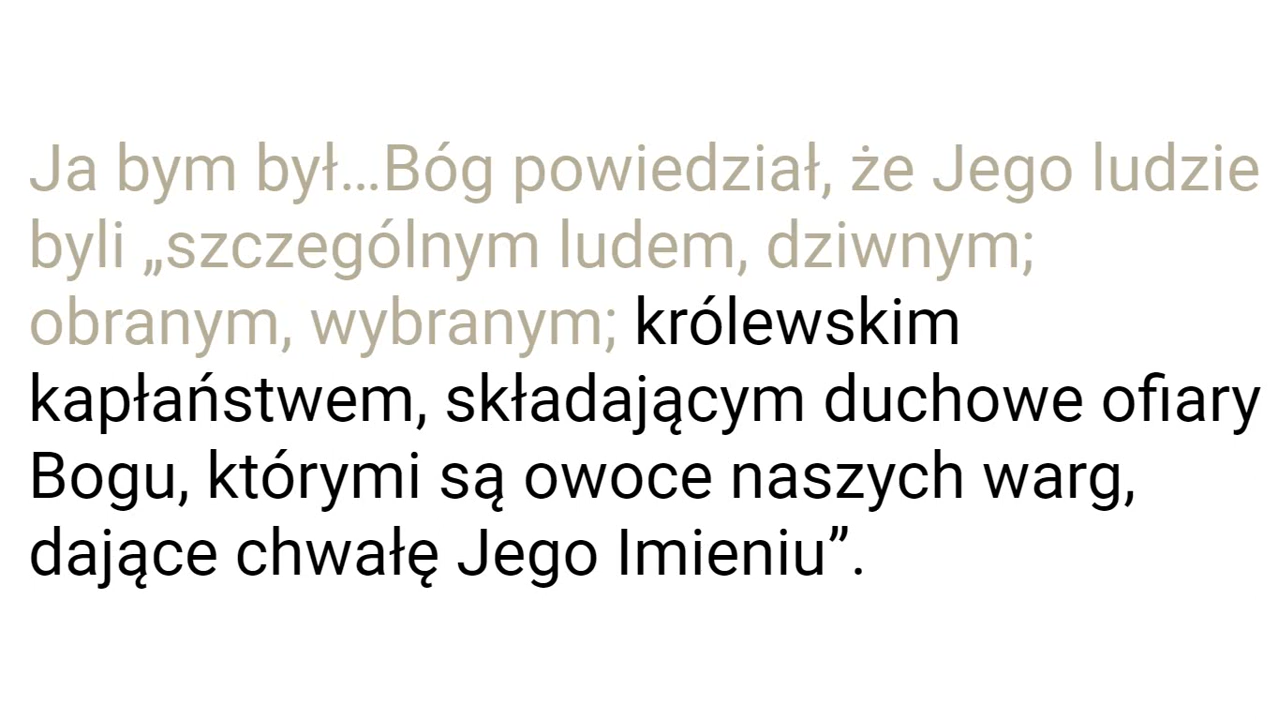 Ja bym był...Bóg powiedział, że Jego ludzie
byli „szczególnym ludem, dziwnym;
obranym, wybranym; królewskim
kapłaństwem, składającym duchowe ofiary
Bogu, którymi są owoce naszych warg,
dające chwałę Jego Imieniu”.